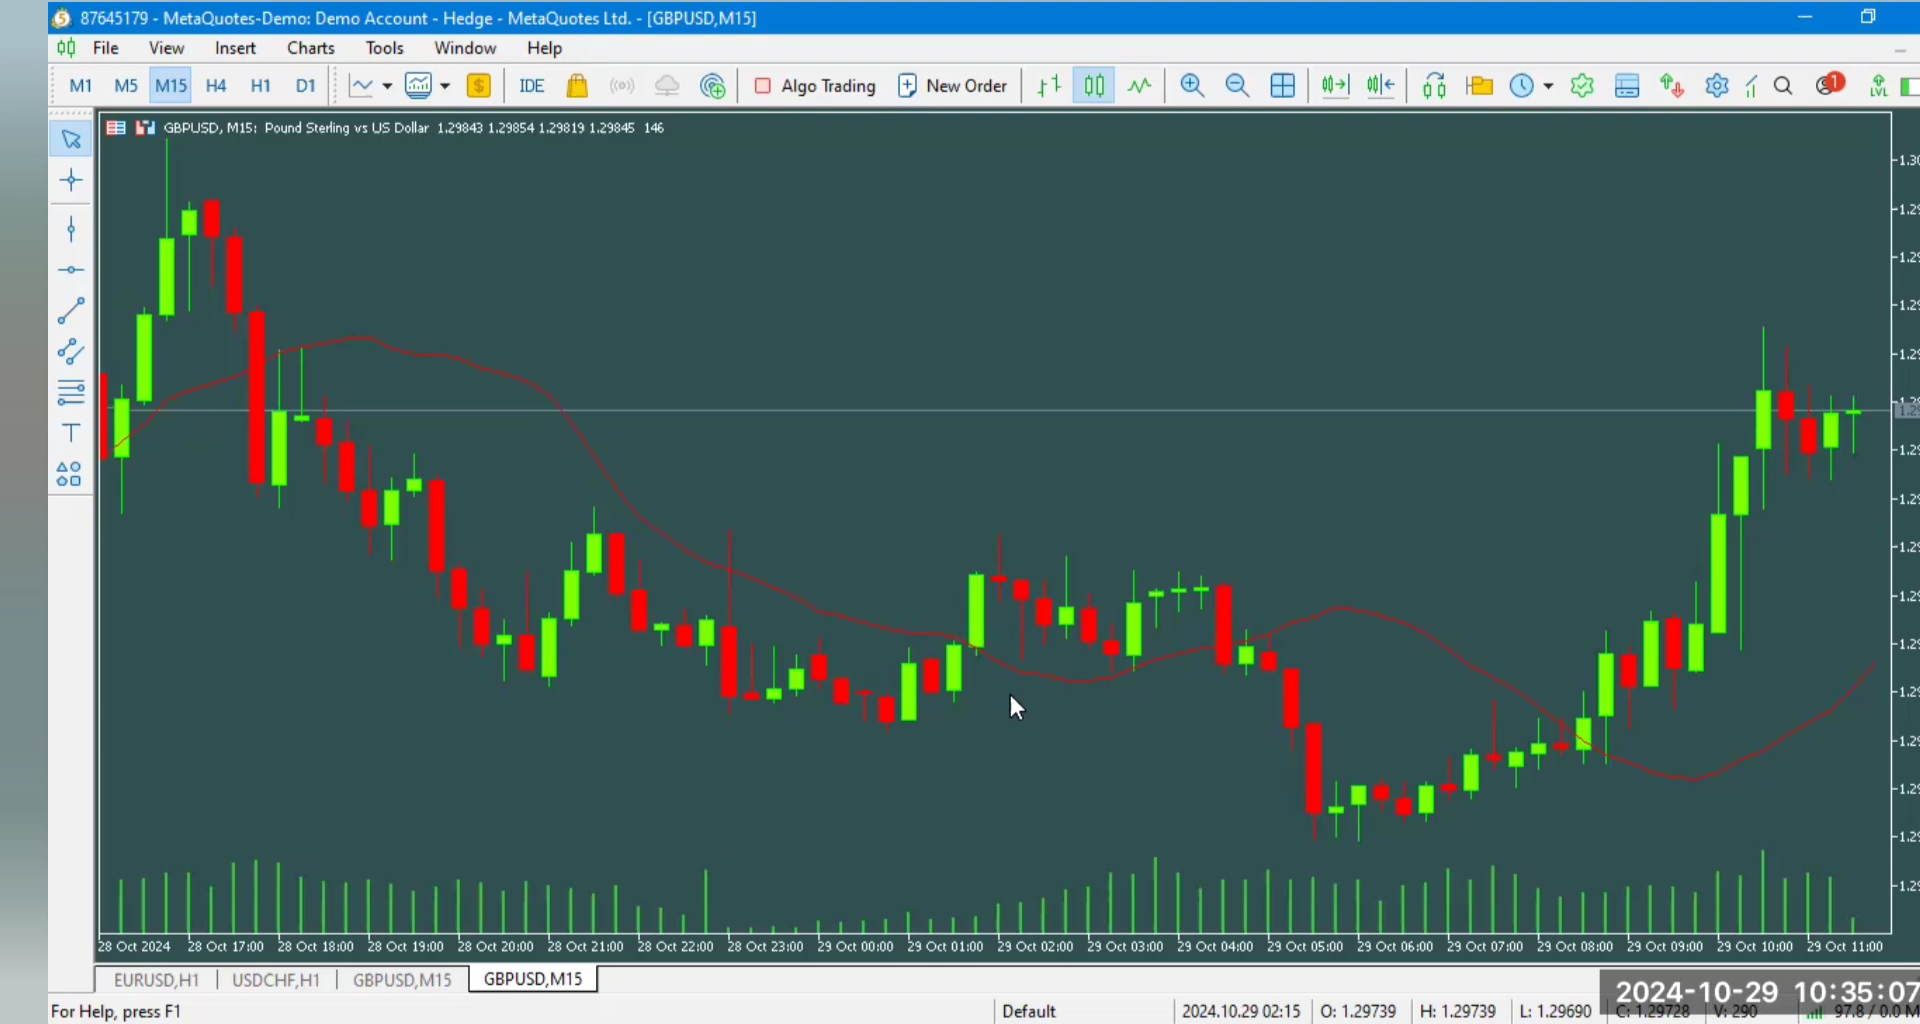 87645179 - MetaQuotes-Demo: Demo Account - Hedge - MetaQuotes Ltd. - [GBPUSD,M15]
File View Insert Charts Tools Window Help
M1 M5 M15 H4 H1 D1 IDE Algo Trading New Order 1 LVL
GBPUSD, M15: Pound Sterling vs US Dollar 1.29843 1.29854 1.29819 1.29845 146
28 Oct 2024 28 Oct 17:00 28 Oct 18:00 28 Oct 19:00 28 Oct 20:00 28 Oct 21:00 28 Oct 22:00 28 Oct 23:00 29 Oct 00:00 29 Oct 01:00 29 Oct 02:00 29 Oct 03:00 29 Oct 04:00 29 Oct 05:00 29 Oct 06:00 29 Oct 07:00 29 Oct 08:00 29 Oct 09:00 29 Oct 10:00 29 Oct 11:00
EURUSD,H1 USDCHF,H1 GBPUSD,M15 GBPUSD,M15
2024-10-29 10:35:07
For Help, press F1 Default 2024.10.29 02:15 O: 1.29739 H: 1.29739 L: 1.29690 C: 1.29728 V: 290 97.8 / 0.0 M